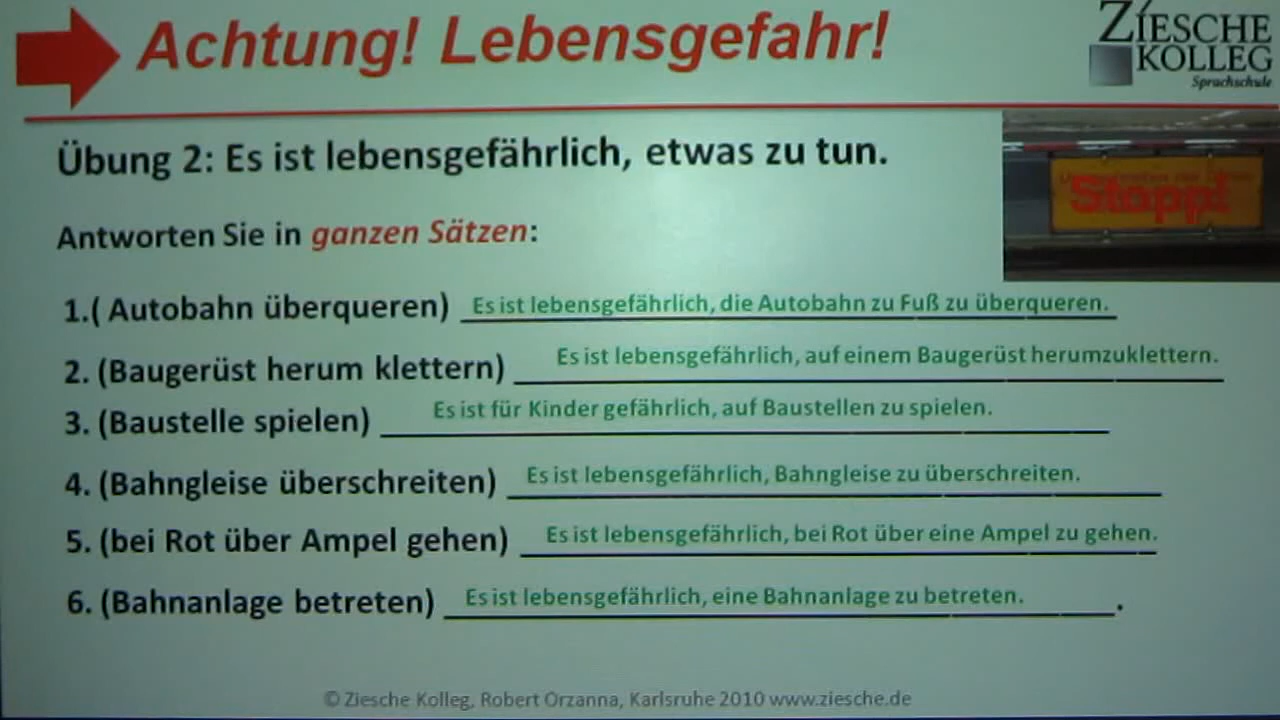 Achtung! Lebensgefahr!
ZIESCHE
KOLLEG
Sprachschule
Übung 2: Es ist lebensgefährlich, etwas zu tun.
Stopp!
Antworten Sie in ganzen Sätzen:
1.( Autobahn überqueren) Es ist lebensgefährlich, die Autobahn zu Fuß zu überqueren.
2. (Baugerüst herum klettern) Es ist lebensgefährlich, auf einem Baugerüst herumzuklettern.
3. (Baustelle spielen) Es ist für Kinder gefährlich, auf Baustellen zu spielen.
4. (Bahngleise überschreiten) Es ist lebensgefährlich, Bahngleise zu überschreiten.
5. (bei Rot über Ampel gehen) Es ist lebensgefährlich, bei Rot über eine Ampel zu gehen.
6. (Bahnanlage betreten) Es ist lebensgefährlich, eine Bahnanlage zu betreten. .
© Ziesche Kolleg, Robert Orzanna, Karlsruhe 2010 www.ziesche.de